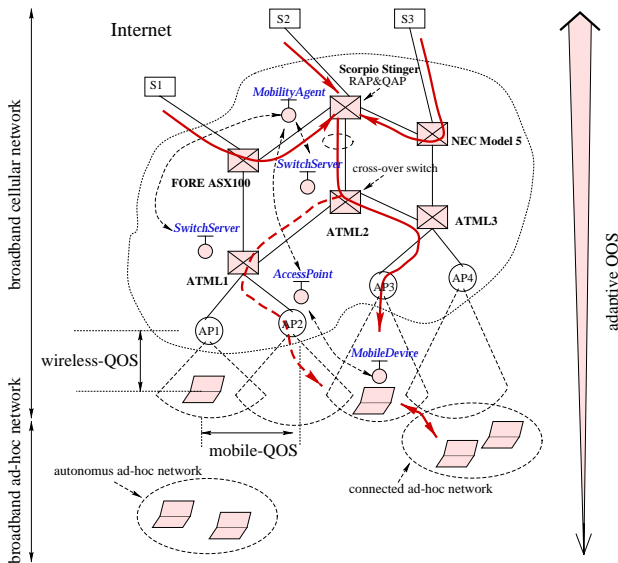 S2
S3
Internet
Scorpio Stinger
RAP&QAP
S1
MobilityAgent
NEC Model 5
SwitchServer
FORE ASX100
cross-over switch
SwitchServer
ATML2
ATML3
ATML1
AccessPoint
AP3
AP4
AP1
AP2
MobileDevice
wireless-QOS
mobile-QOS
autonomus ad-hoc network
connected ad-hoc network
broadband cellular network
broadband ad-hoc network
adaptive OOS